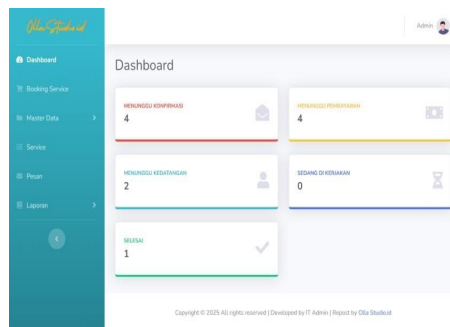 Olla Studio.id
Admin
Dashboard
Booking Service
Master Data
Service
Pesan
Laporan
Dashboard
MENUNGGU KONFIRMASI
4
MENUNGGU PEMBAYARAN
4
MENUNGGU KEDATANGAN
2
SEDANG DI KERJAKAN
0
SELESAI
1
Copyright © 2025 All rights reserved | Developed by IT Admin | Repost by Olla Studio.id